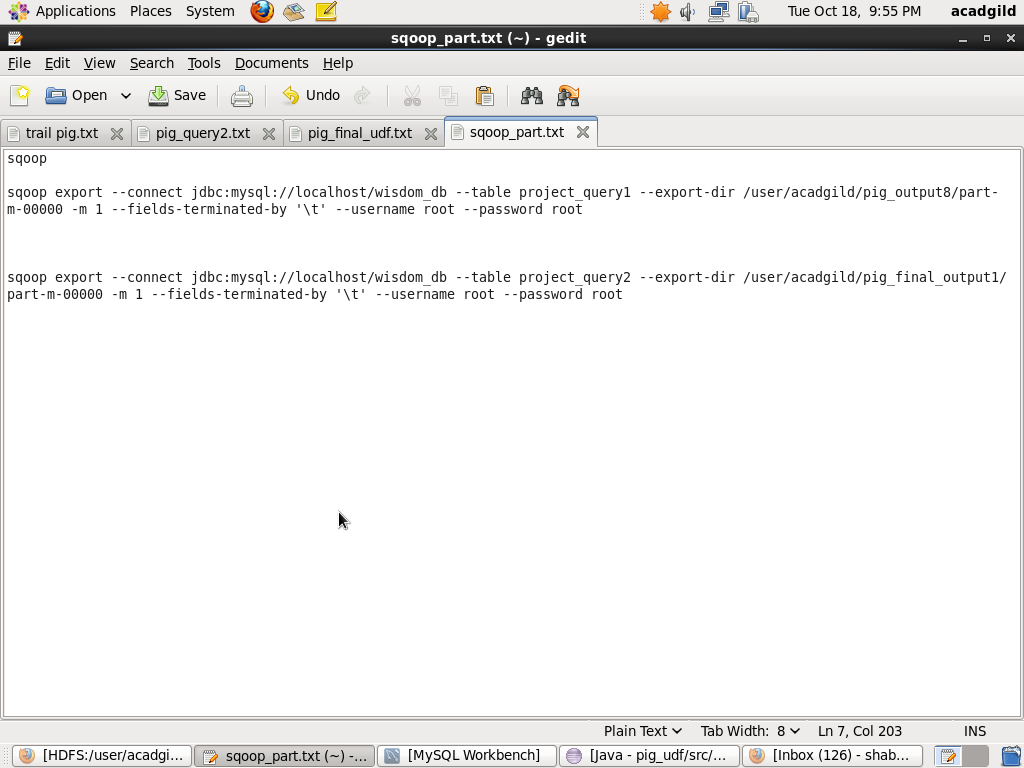 Applications Places System Tue Oct 18, 9:55 PM acadgild
sqoop_part.txt (~) - gedit
File Edit View Search Tools Documents Help
Open Save Undo
trail pig.txt pig_query2.txt pig_final_udf.txt sqoop_part.txt
sqoop
sqoop export --connect jdbc:mysql://localhost/wisdom_db --table project_query1 --export-dir /user/acadgild/pig_output8/part-
m-00000 -m 1 --fields-terminated-by '\t' --username root --password root
sqoop export --connect jdbc:mysql://localhost/wisdom_db --table project_query2 --export-dir /user/acadgild/pig_final_output1/
part-m-00000 -m 1 --fields-terminated-by '\t' --username root --password root
Plain Text Tab Width: 8 Ln 7, Col 203 INS
[HDFS:/user/acadgi... sqoop_part.txt (~) -... [MySQL Workbench] [Java - pig_udf/src/... [Inbox (126) - shab...